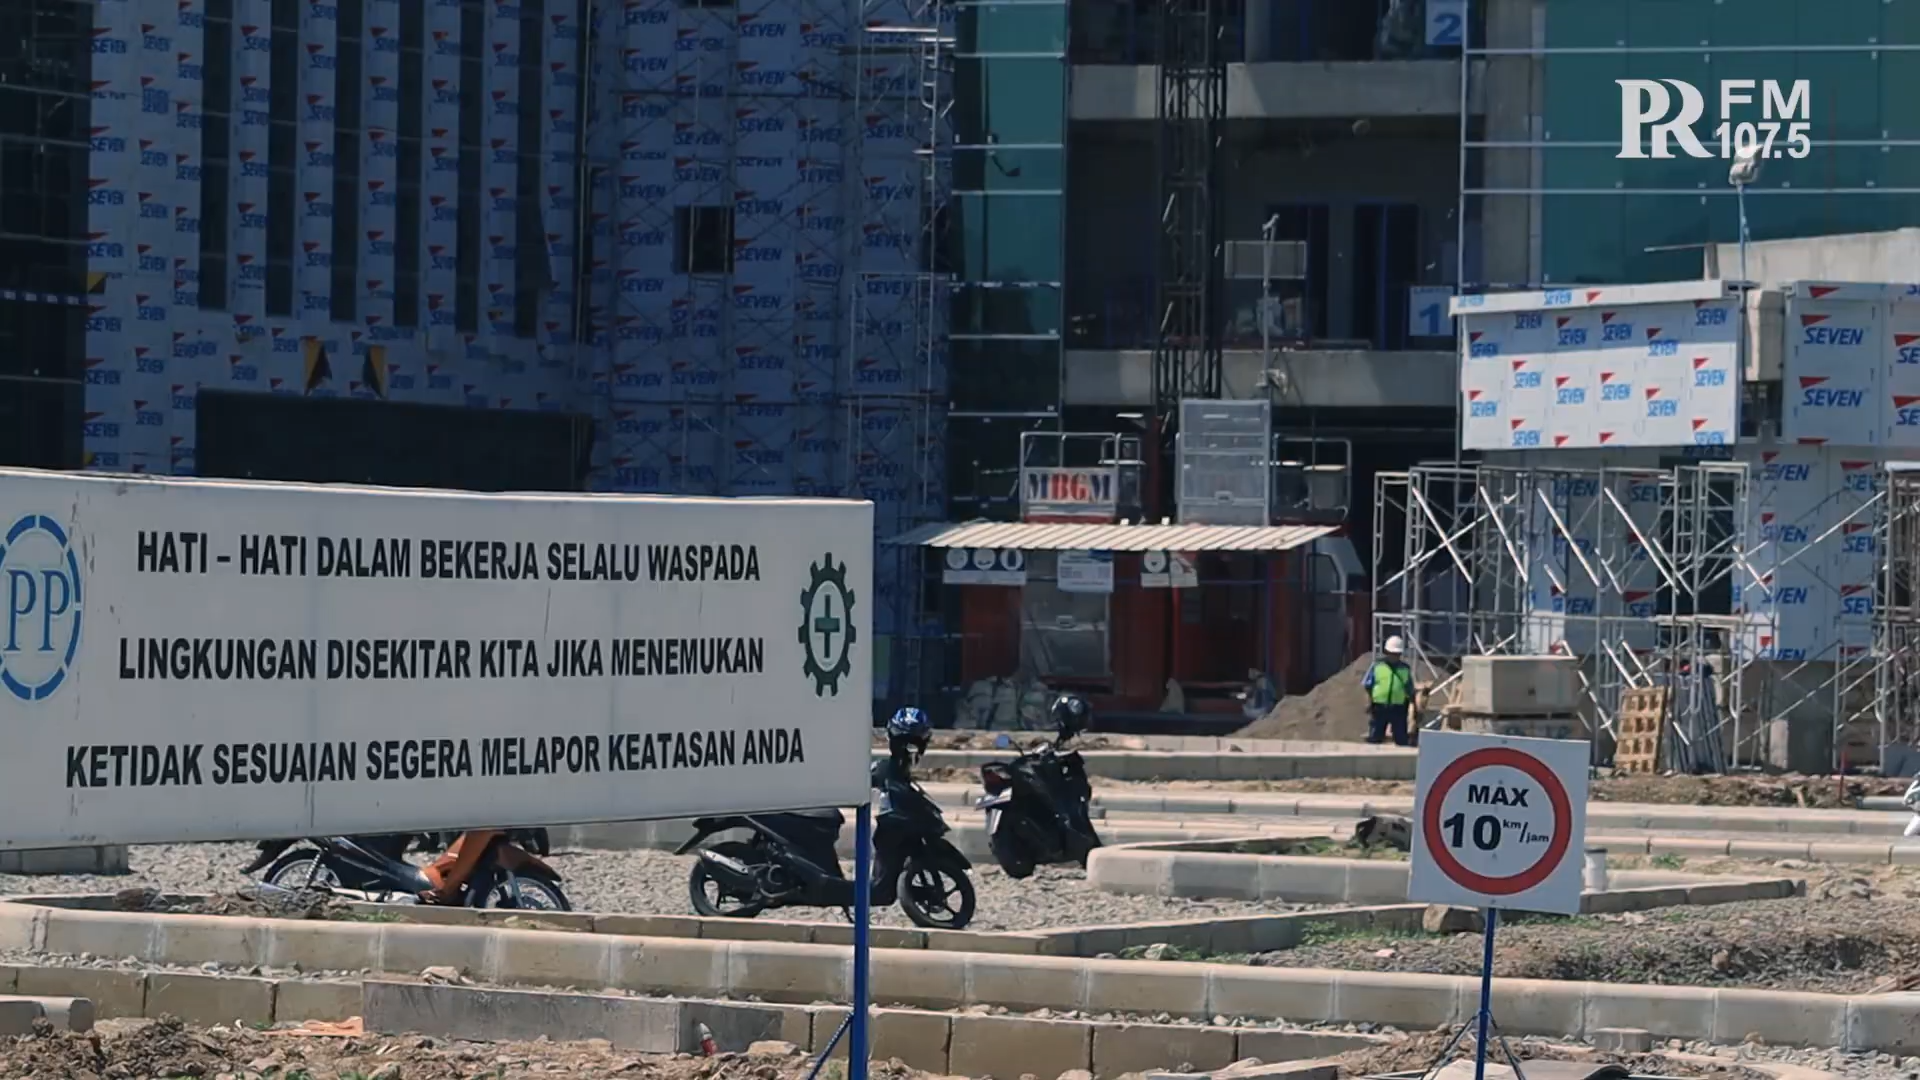 PR FM
107.5
2
1
SEVEN
SEVEN
SEVEN
MBGM
PP
HATI – HATI DALAM BEKERJA SELALU WASPADA
LINGKUNGAN DISEKITAR KITA JIKA MENEMUKAN
KETIDAK SESUAIAN SEGERA MELAPOR KEATASAN ANDA
MAX
10 km/jam